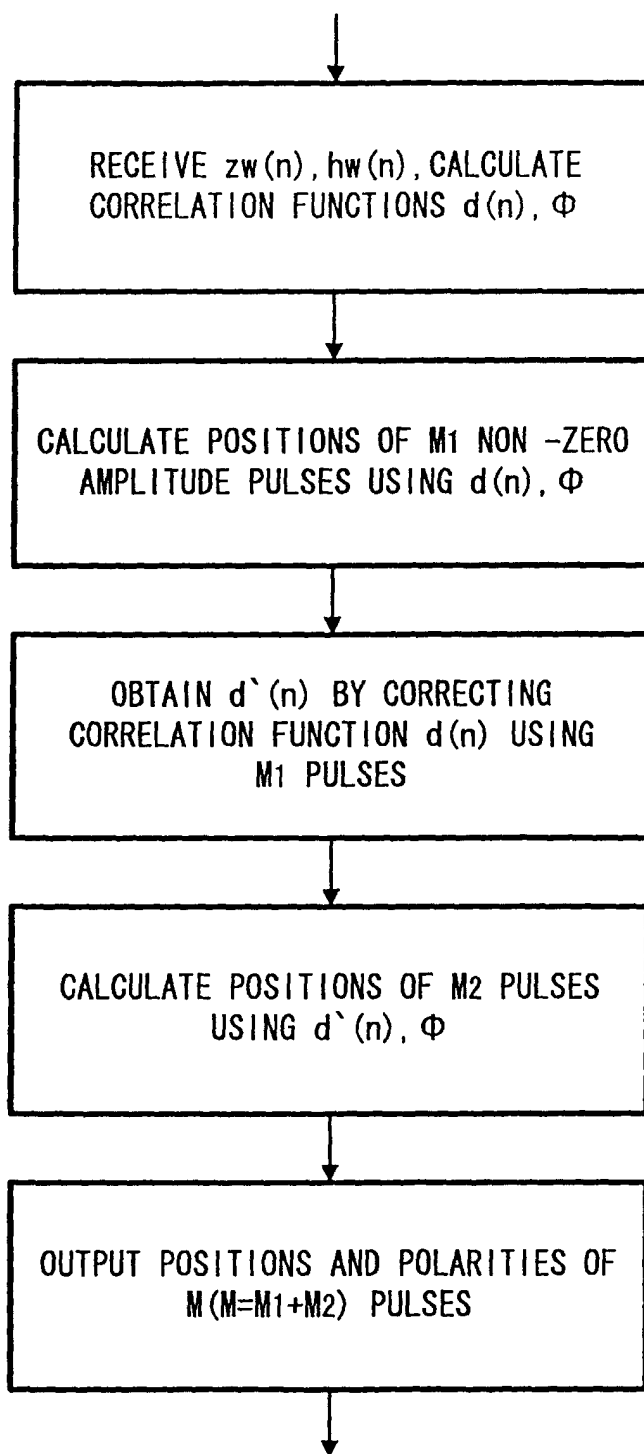 RECEIVE zw(n), hw(n), CALCULATE
CORRELATION FUNCTIONS d(n), Φ
CALCULATE POSITIONS OF M1 NON -ZERO
AMPLITUDE PULSES USING d(n), Φ
OBTAIN d`(n) BY CORRECTING
CORRELATION FUNCTION d(n) USING
M1 PULSES
CALCULATE POSITIONS OF M2 PULSES
USING d`(n), Φ
OUTPUT POSITIONS AND POLARITIES OF
M(M=M1+M2) PULSES